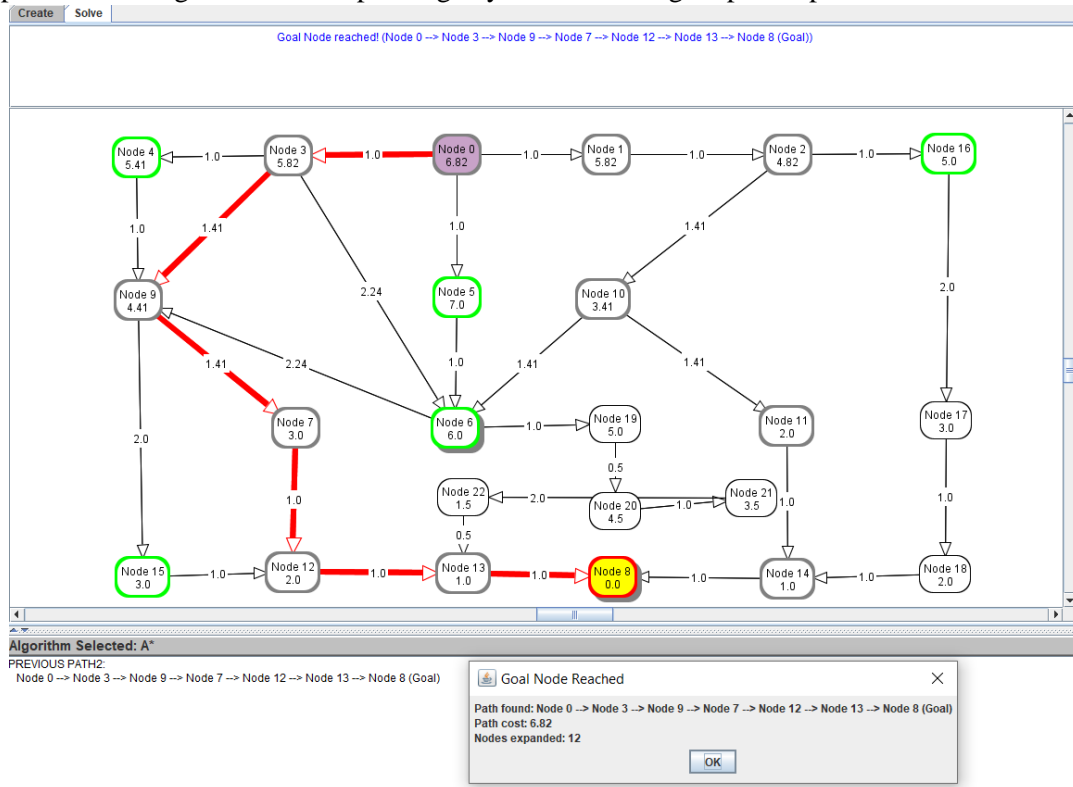 Create Solve
Goal Node reached! (Node 0 --> Node 3 --> Node 9 --> Node 7 --> Node 12 --> Node 13 --> Node 8 (Goal))
Node 4
5.41
1.0
Node 3
5.82
1.0
Node 0
6.82
1.0
Node 1
5.82
1.0
Node 2
4.82
1.0
Node 16
5.0
1.0
1.41
1.0
1.41
2.24
2.0
Node 9
4.41
Node 5
7.0
Node 10
3.41
1.41
2.24
1.0
1.41
1.41
Node 7
3.0
Node 6
6.0
1.0
Node 19
5.0
Node 11
2.0
Node 17
3.0
2.0
0.5
1.0
Node 22
1.5
2.0
Node 20
4.5
1.0
Node 21
3.5
1.0
1.0
0.5
Node 15
3.0
1.0
Node 12
2.0
1.0
Node 13
1.0
1.0
Node 8
0.0
1.0
Node 14
1.0
1.0
Node 18
2.0
Algorithm Selected: A*
PREVIOUS PATH2:
Node 0 --> Node 3 --> Node 9 --> Node 7 --> Node 12 --> Node 13 --> Node 8 (Goal)
Goal Node Reached
Path found: Node 0 --> Node 3 --> Node 9 --> Node 7 --> Node 12 --> Node 13 --> Node 8 (Goal)
Path cost: 6.82
Nodes expanded: 12
OK